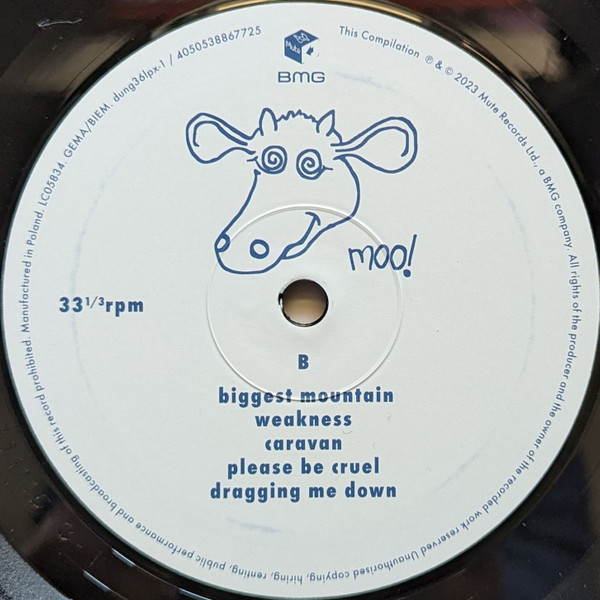 Mute
BMG
moo!
33 1/3 rpm
B
biggest mountain
weakness
caravan
please be cruel
dragging me down
This Compilation ℗ & © 2023 Mute Records Ltd., a BMG company. All rights of the producer and the owner of the recorded work reserved Unauthorised copying, hiring, renting, public performance and broadcasting of this record prohibited. Manufactured in Poland. LC05834. GEMA/BIEM. dung36lpx-1 / 4050538867725